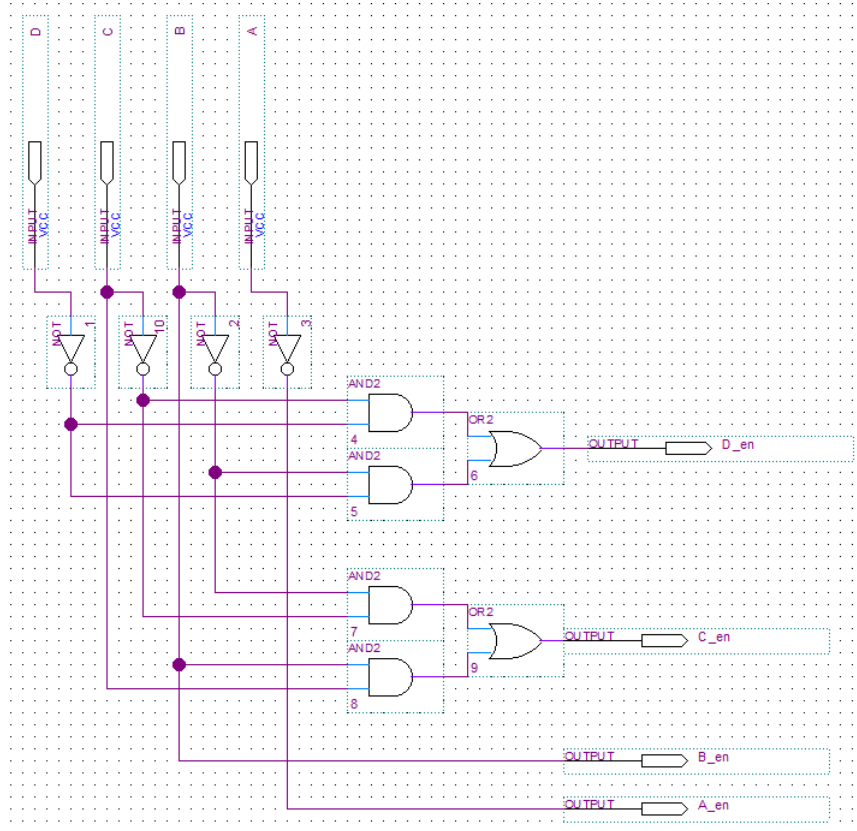 D
C
B
A
INPUT
VCC
INPUT
VCC
INPUT
VCC
INPUT
VCC
NOT
1
NOT
10
NOT
2
NOT
3
AND2
4
OR2
6
OUTPUT
D_en
AND2
5
AND2
7
OR2
9
OUTPUT
C_en
AND2
8
OUTPUT
B_en
OUTPUT
A_en